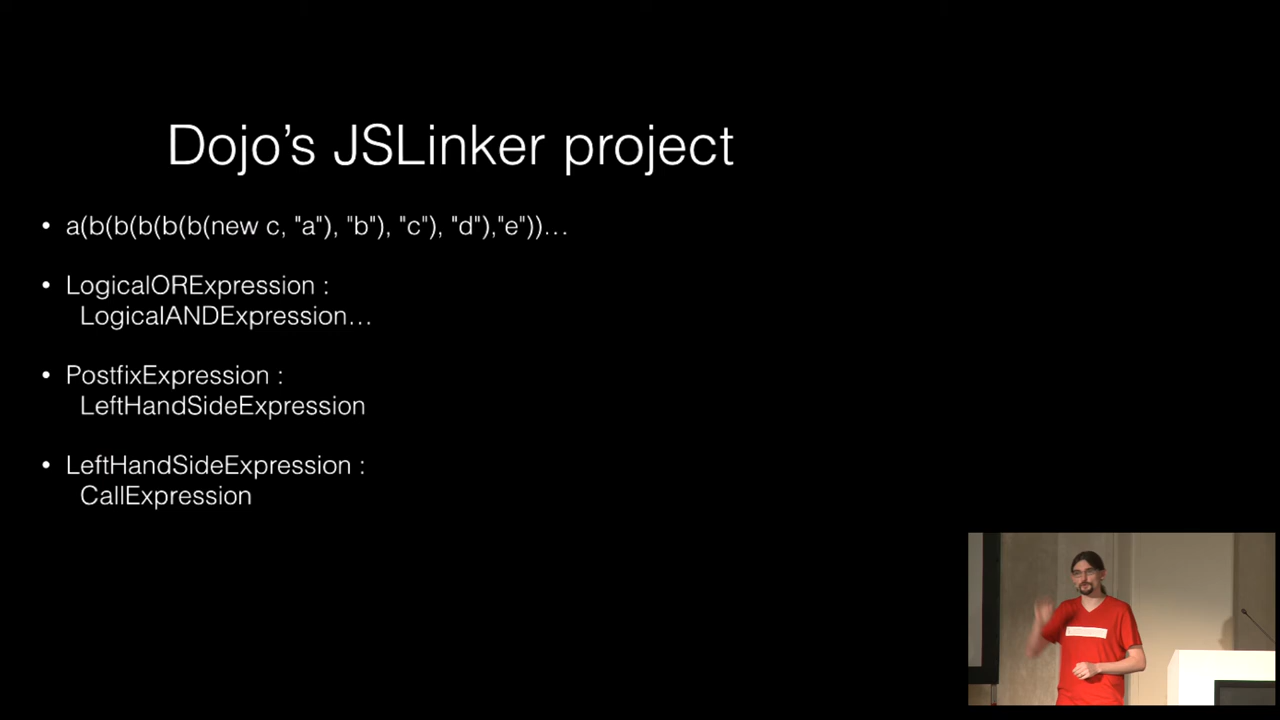 Dojo’s JSLinker project
• a(b(b(b(b(b(new c, "a"), "b"), "c"), "d"),"e"))…
• LogicalORExpression :
LogicalANDExpression…
• PostfixExpression :
LeftHandSideExpression
• LeftHandSideExpression :
CallExpression